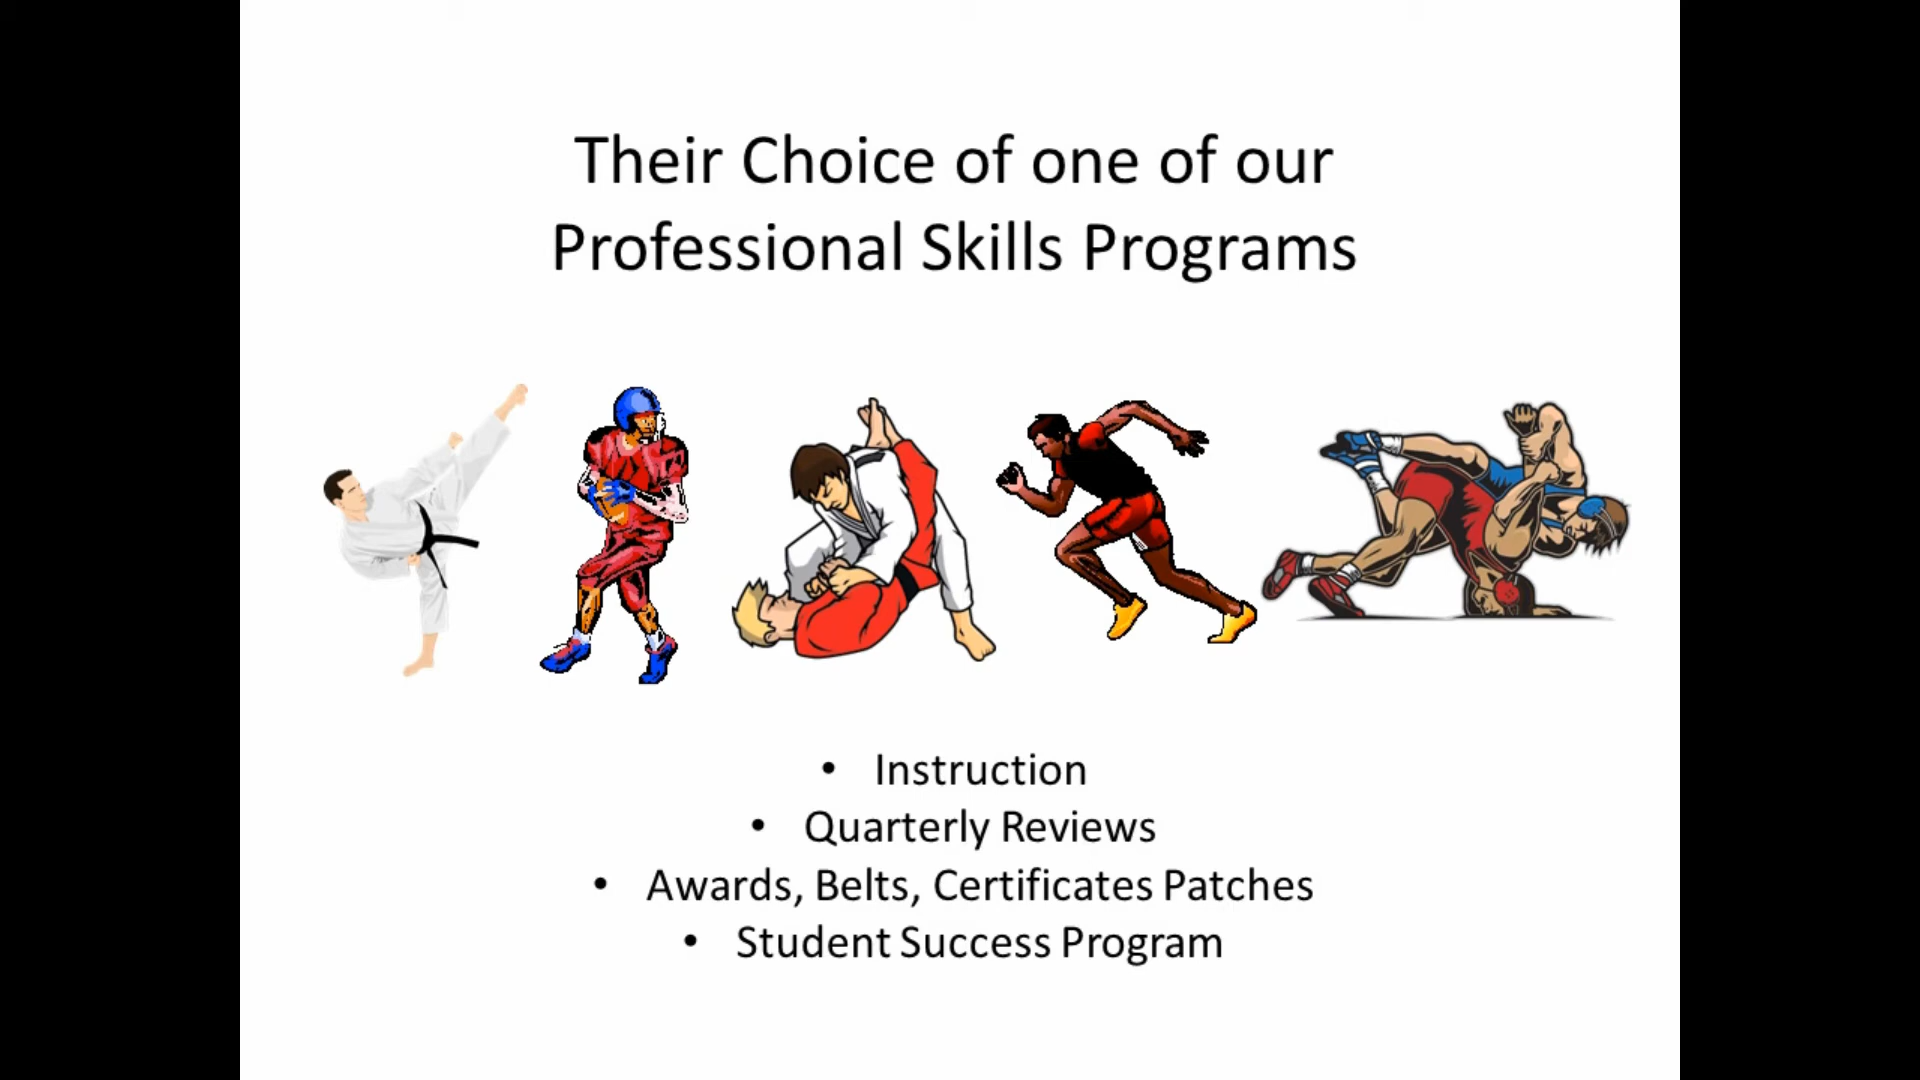 Their Choice of one of our
Professional Skills Programs
• Instruction
• Quarterly Reviews
• Awards, Belts, Certificates Patches
• Student Success Program